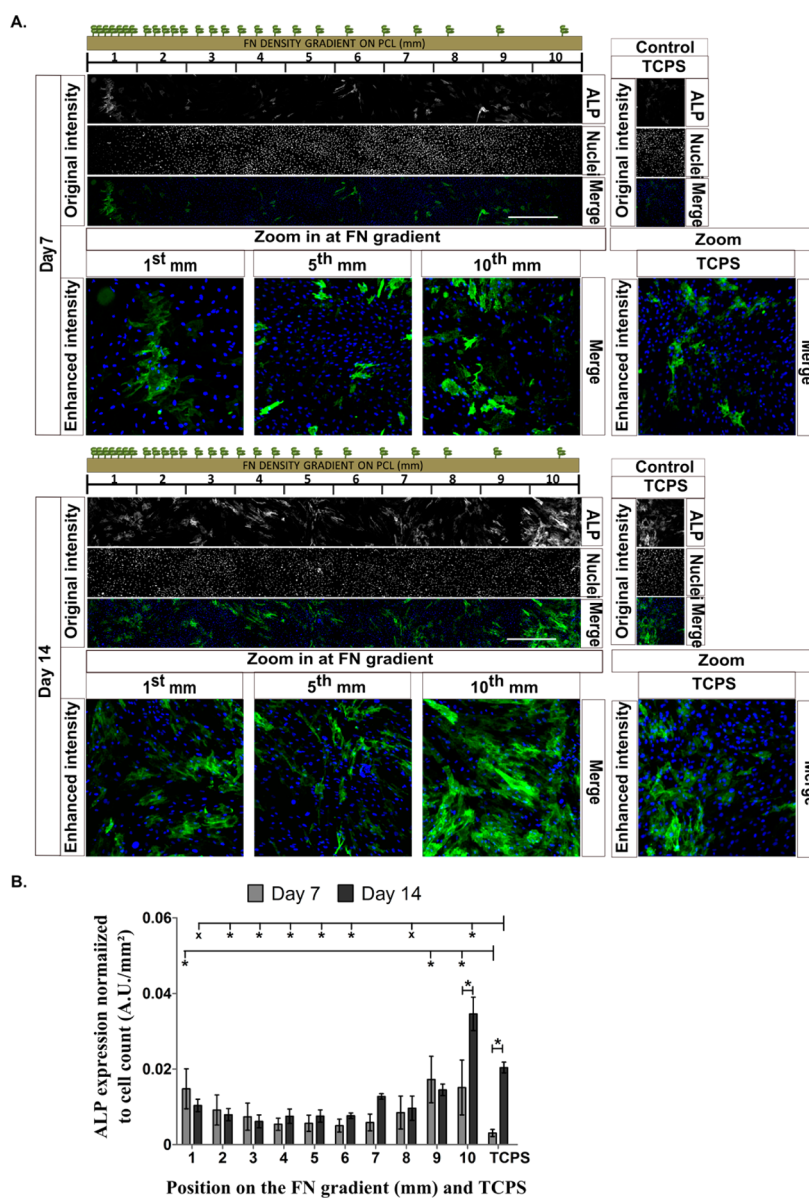 A.
FN DENSITY GRADIENT ON PCL (mm)
1 2 3 4 5 6 7 8 9 10
Control
TCPS
Day 7
Original intensity
ALP
Nuclei
Merge
Original intensity
ALP
Nuclei
Merge
Zoom in at FN gradient
Zoom
1st mm
5th mm
10th mm
TCPS
Enhanced intensity
Merge
Enhanced intensity
Merge
FN DENSITY GRADIENT ON PCL (mm)
1 2 3 4 5 6 7 8 9 10
Control
TCPS
Day 14
Original intensity
ALP
Nuclei
Merge
Original intensity
ALP
Nuclei
Merge
Zoom in at FN gradient
Zoom
1st mm
5th mm
10th mm
TCPS
Enhanced intensity
Merge
Enhanced intensity
Merge
B.
Day 7 Day 14
ALP expression normaiized
to cell count (A.U./mm²)
0.06
0.04
0.02
0
x * * * * * x *
* * *
*
*
1 2 3 4 5 6 7 8 9 10 TCPS
Position on the FN gradient (mm) and TCPS